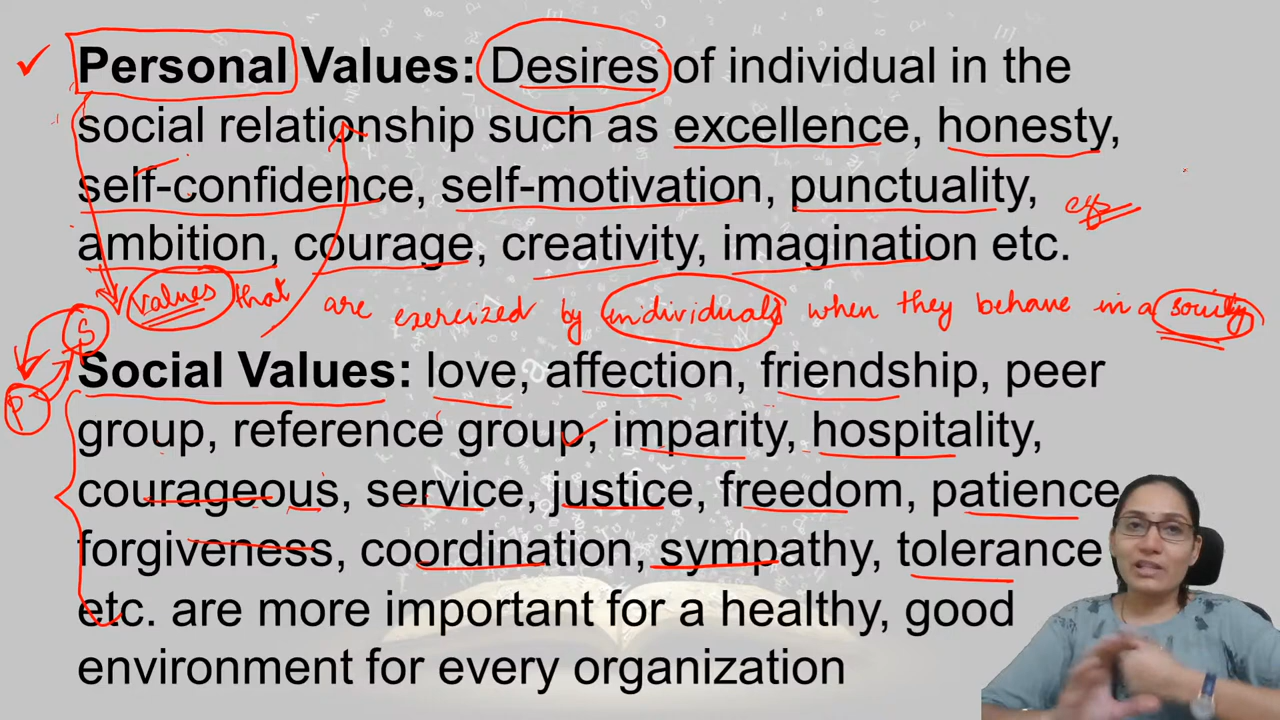 Personal Values: Desires of individual in the
social relationship such as excellence, honesty,
self-confidence, self-motivation, punctuality,
egs
ambition, courage, creativity, imagination etc.
values that are exercized by inidividuals when they behave in a society
S
P
Social Values: love, affection, friendship, peer
group, reference group, imparity, hospitality,
courageous, service, justice, freedom, patience
forgiveness, coordination, sympathy, tolerance
etc. are more important for a healthy, good
environment for every organization